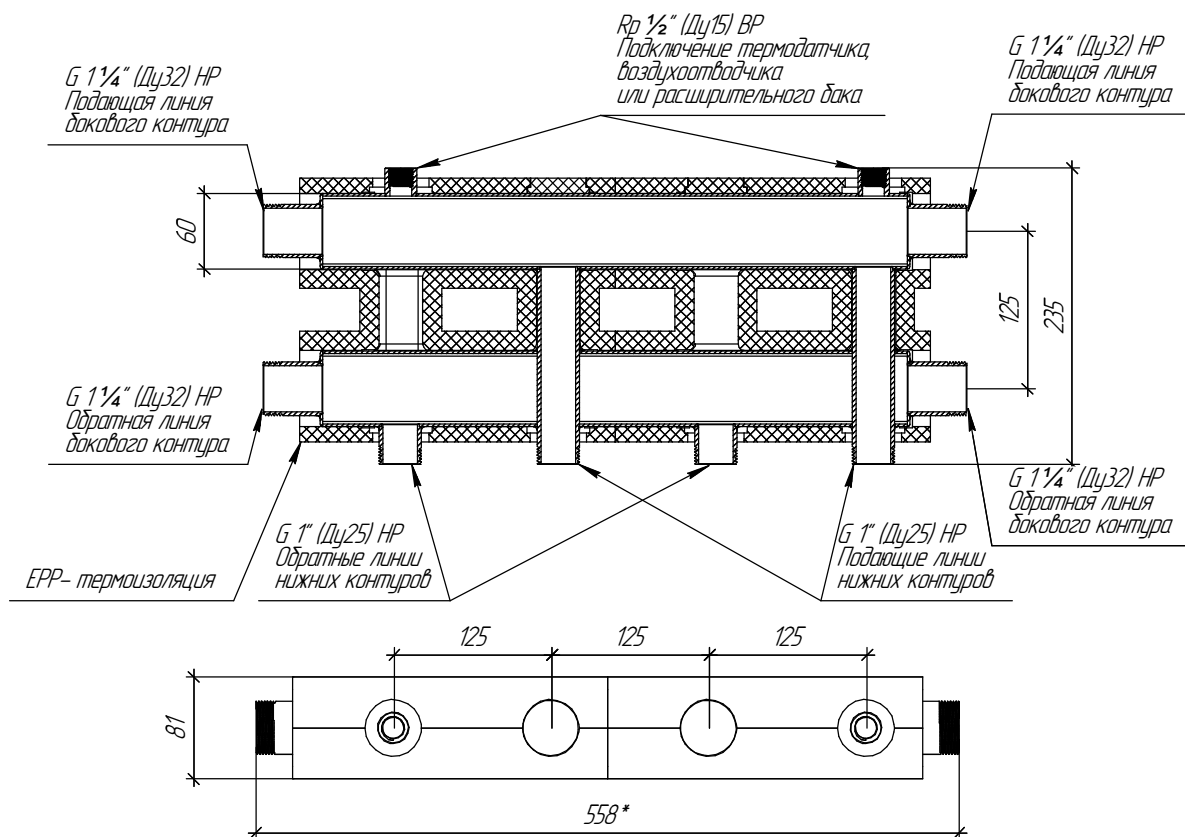 Rp ½" (Ду15) ВР
Подключение термодатчика,
воздухоотводчика
или расширительного бака
G 1¼" (Ду32) НР
Подающая линия
бокового контура
G 1¼" (Ду32) НР
Подающая линия
бокового контура
60
125
235
G 1¼" (Ду32) НР
Обратная линия
бокового контура
G 1¼" (Ду32) НР
Обратная линия
бокового контура
G 1" (Ду25) НР
Обратные линии
нижних контуров
G 1" (Ду25) НР
Подающие линии
нижних контуров
EPP- термоизоляция
125
125
125
81
558*